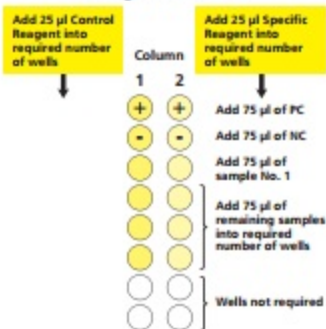 Add 25 µl Control
Reagent into
required number
of wells
Add 25 µl Specific
Reagent into
required number
of wells
Column
1 2
+ +
Add 75 µl of PC
- -
Add 75 µl of NC
Add 75 µl of
sample No. 1
Add 75 µl of
remaining samples
into required
number of wells
Wells not required